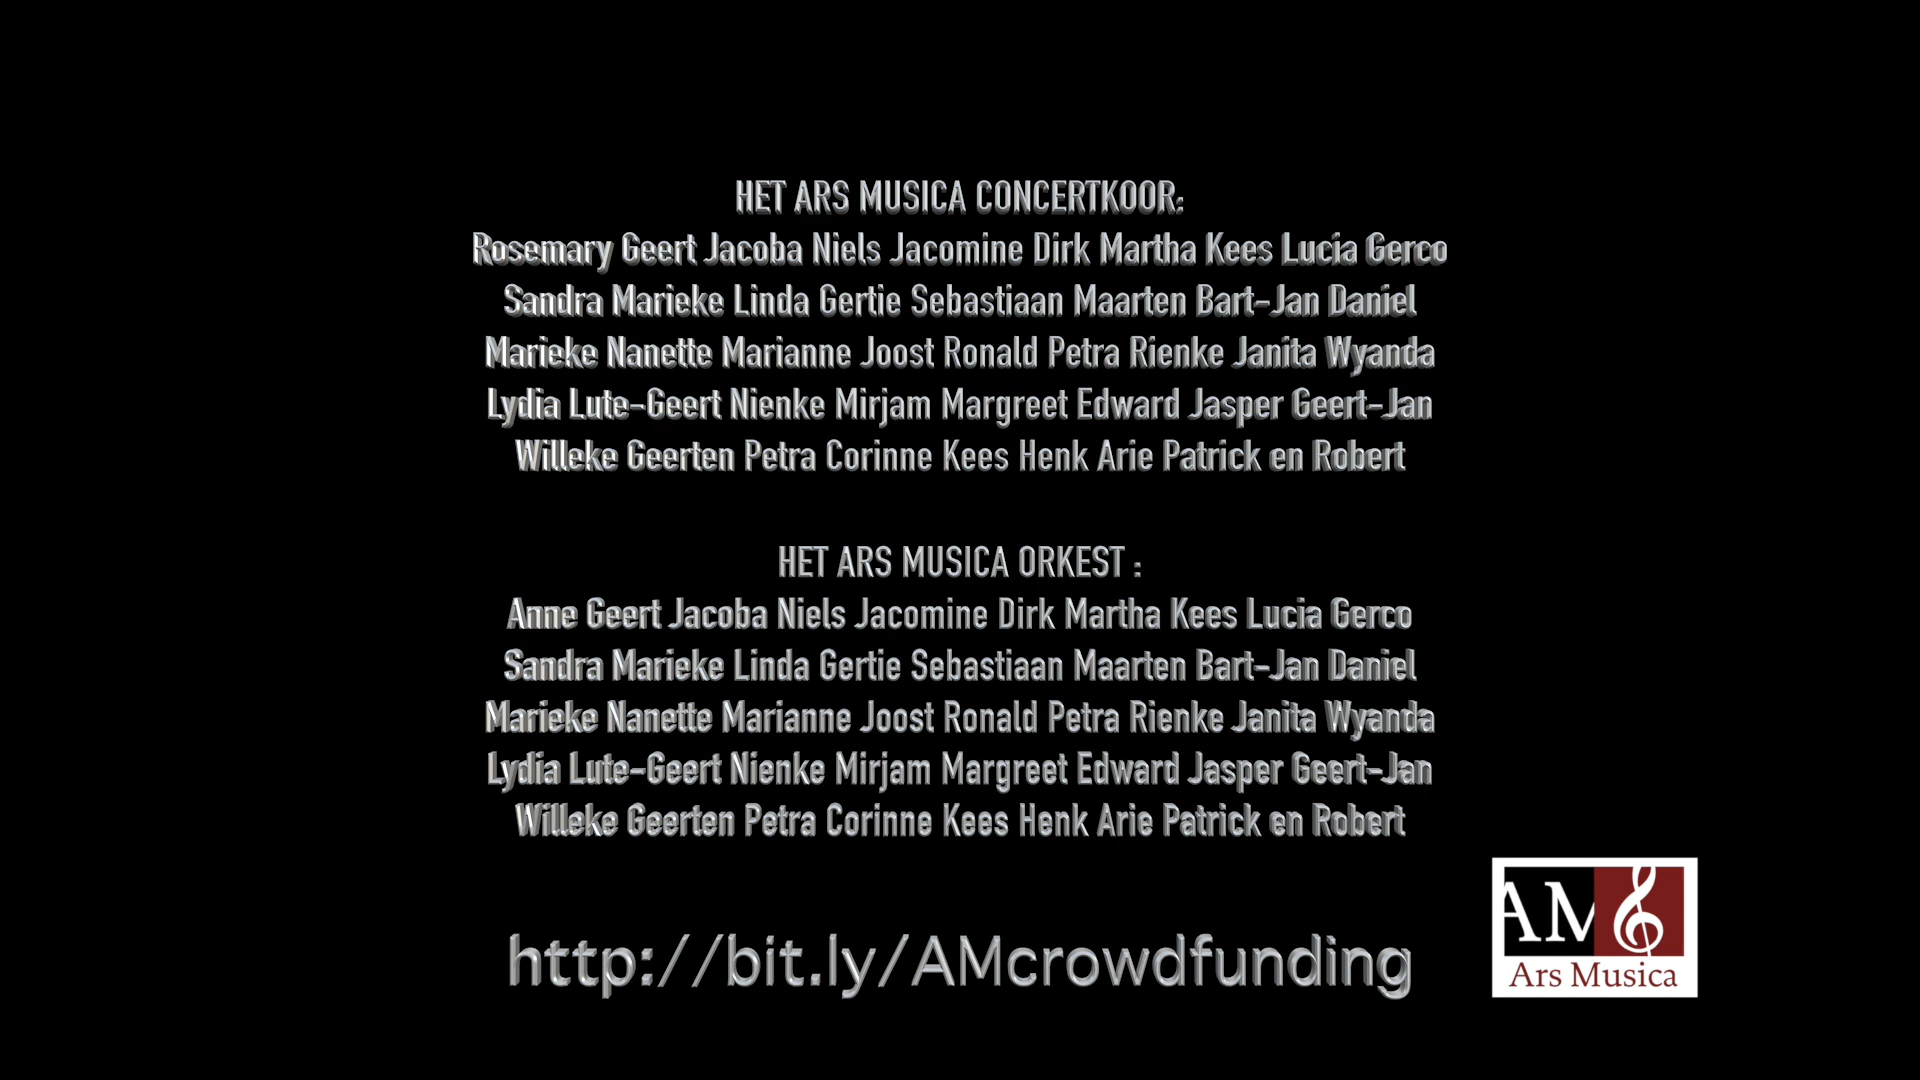 HET ARS MUSICA CONCERTKOOR:
Rosemary Geert Jacoba Niels Jacomine Dirk Martha Kees Lucia Gerco
Sandra Marieke Linda Gertie Sebastiaan Maarten Bart-Jan Daniel
Marieke Nanette Marianne Joost Ronald Petra Rienke Janita Wyanda
Lydia Lute-Geert Nienke Mirjam Margreet Edward Jasper Geert-Jan
Willeke Geerten Petra Corinne Kees Henk Arie Patrick en Robert
HET ARS MUSICA ORKEST :
Anne Geert Jacoba Niels Jacomine Dirk Martha Kees Lucia Gerco
Sandra Marieke Linda Gertie Sebastiaan Maarten Bart-Jan Daniel
Marieke Nanette Marianne Joost Ronald Petra Rienke Janita Wyanda
Lydia Lute-Geert Nienke Mirjam Margreet Edward Jasper Geert-Jan
Willeke Geerten Petra Corinne Kees Henk Arie Patrick en Robert
http://bit.ly/AMcrowdfunding
AM
Ars Musica